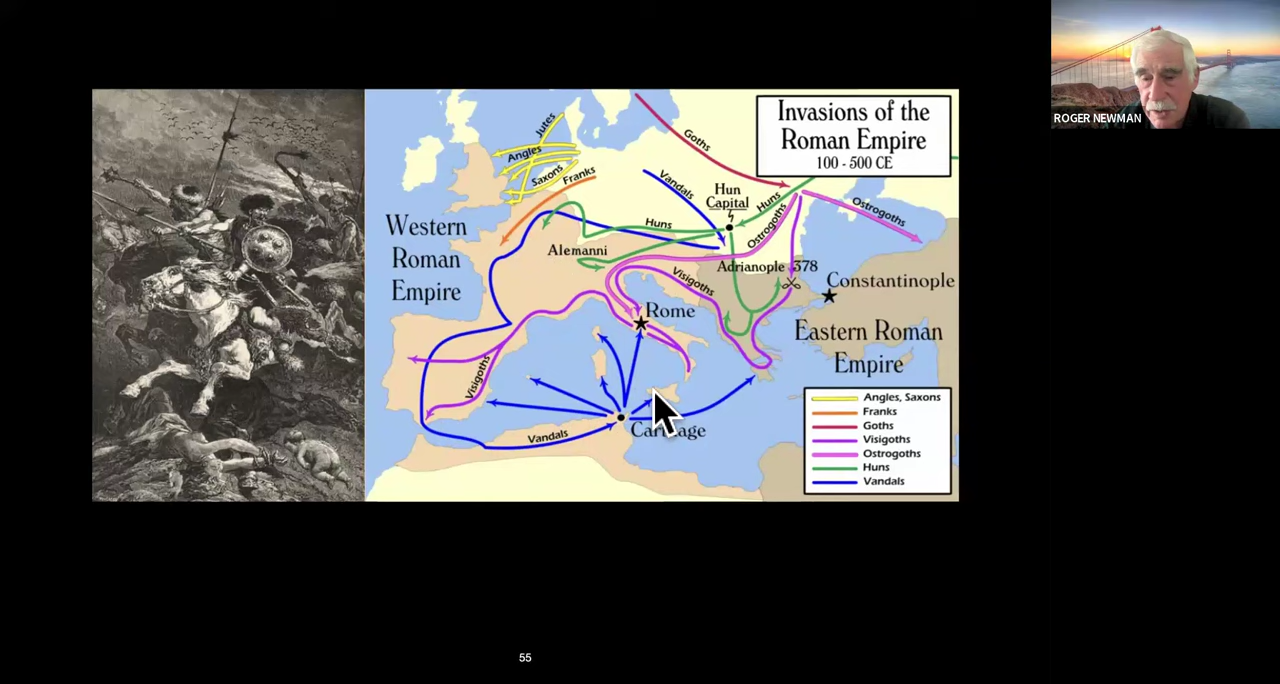 ROGER NEWMAN
Invasions of the
Roman Empire
100 - 500 CE
Jutes
Angles
Saxons
Franks
Goths
Vandals
Hun
Capital
Huns
Ostrogoths
Ostrogoths
Huns
Western
Roman
Empire
Alemanni
Adrianople 378
Visigoths
Constantinople
Rome
Eastern Roman
Empire
Visigoths
Vandals
Carthage
Angles, Saxons
Franks
Goths
Visigoths
Ostrogoths
Huns
Vandals
55